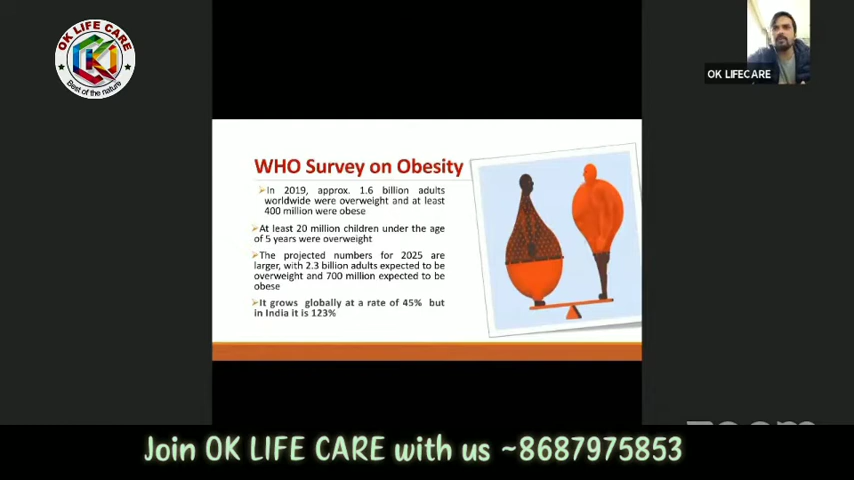 OK LIFE CARE
Best of the nature
OK LIFECARE
WHO Survey on Obesity
➢In 2019, approx. 1.6 billion adults
worldwide were overweight and at least
400 million were obese
➢At least 20 million children under the age
of 5 years were overweight
➢The projected numbers for 2025 are
larger, with 2.3 billion adults expected to be
overweight and 700 million expected to be
obese
➢It grows globally at a rate of 45% but
in India it is 123%
zoom
Join OK LIFE CARE with us ~8687975853